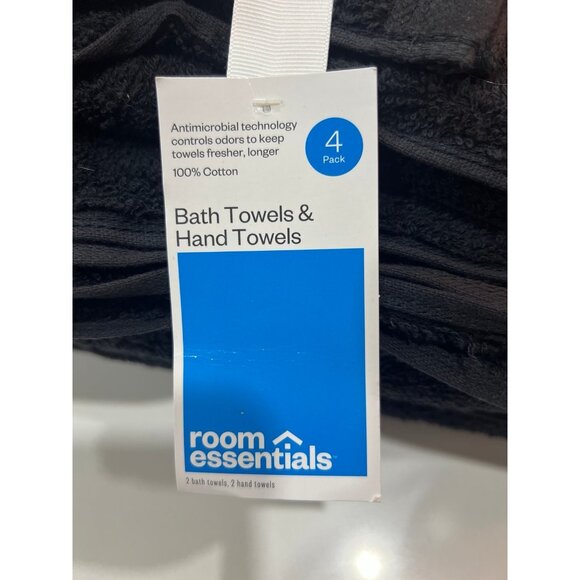 Antimicrobial technology
controls odors to keep
towels fresher, longer
100% Cotton
4
Pack
Bath Towels &
Hand Towels
room
essentials™
2 bath towels, 2 hand towels